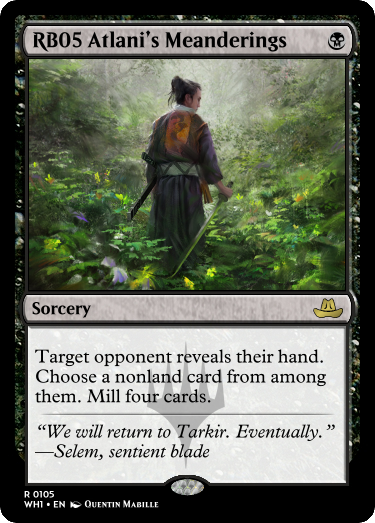 RB05 Atlani's Meanderings
Sorcery
Target opponent reveals their hand.
Choose a nonland card from among
them. Mill four cards.
“We will return to Tarkir. Eventually.”
—Selem, sentient blade
R 0105
WH1 • EN Quentin Mabille